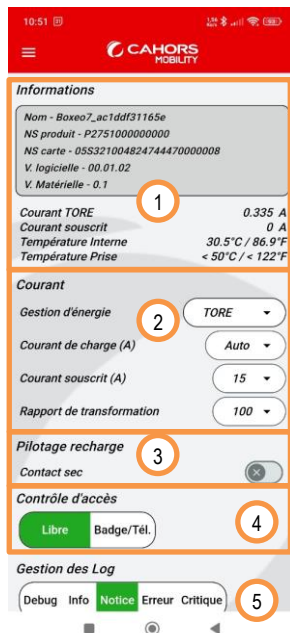 10:51
CAHORS
MOBILITY
Informations
Nom - Boxeo7_ac1ddf31165e
NS produit - P2751000000000
NS carte - 05S32100482474447000008
V. logicielle - 00.01.02
V. Matérielle - 0.1
1
Courant TORE 0.335 A
Courant souscrit 0 A
Température Interne 30.5°C / 86.9°F
Température Prise < 50°C / < 122°F
Courant
Gestion d'énergie TORE
2
Courant de charge (A) Auto
Courant souscrit (A) 15
Rapport de transformation 100
Pilotage recharge
3
Contact sec
Contrôle d'accès
Libre Badge/Tél.
4
Gestion des Log
Debug Info Notice Erreur Critique
5